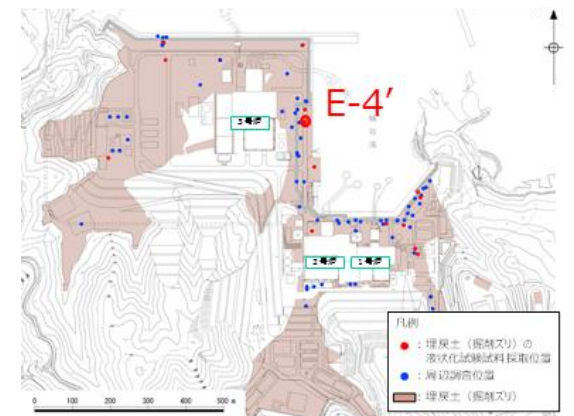 E-4′
3号炉
2号炉
1号炉
凡例
：埋戻土（掘削ズリ）の
液状化試験試料採取位置
：周辺調査位置
：埋戻土（掘削ズリ）
0 100 200 300 400 500 m